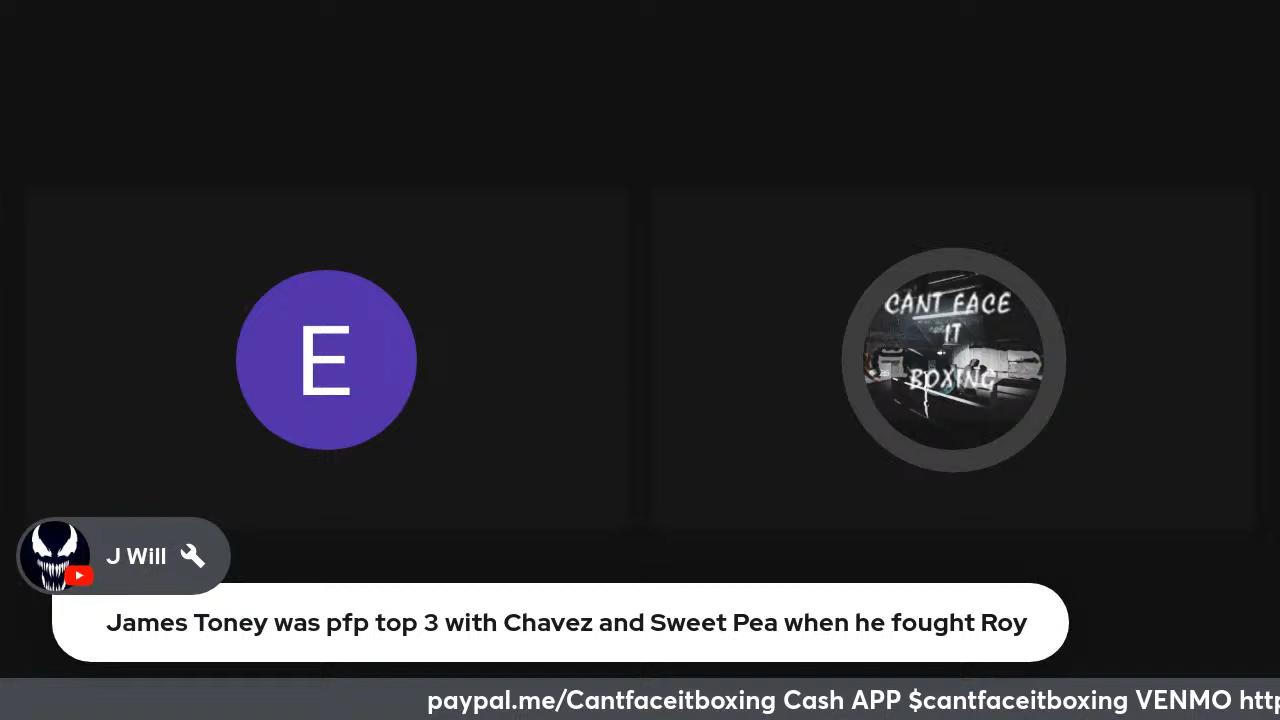 E
CANT FACE
IT
BOXING
J Will
James Toney was pfp top 3 with Chavez and Sweet Pea when he fought Roy
paypal.me/Cantfaceitboxing Cash APP $cantfaceitboxing VENMO http